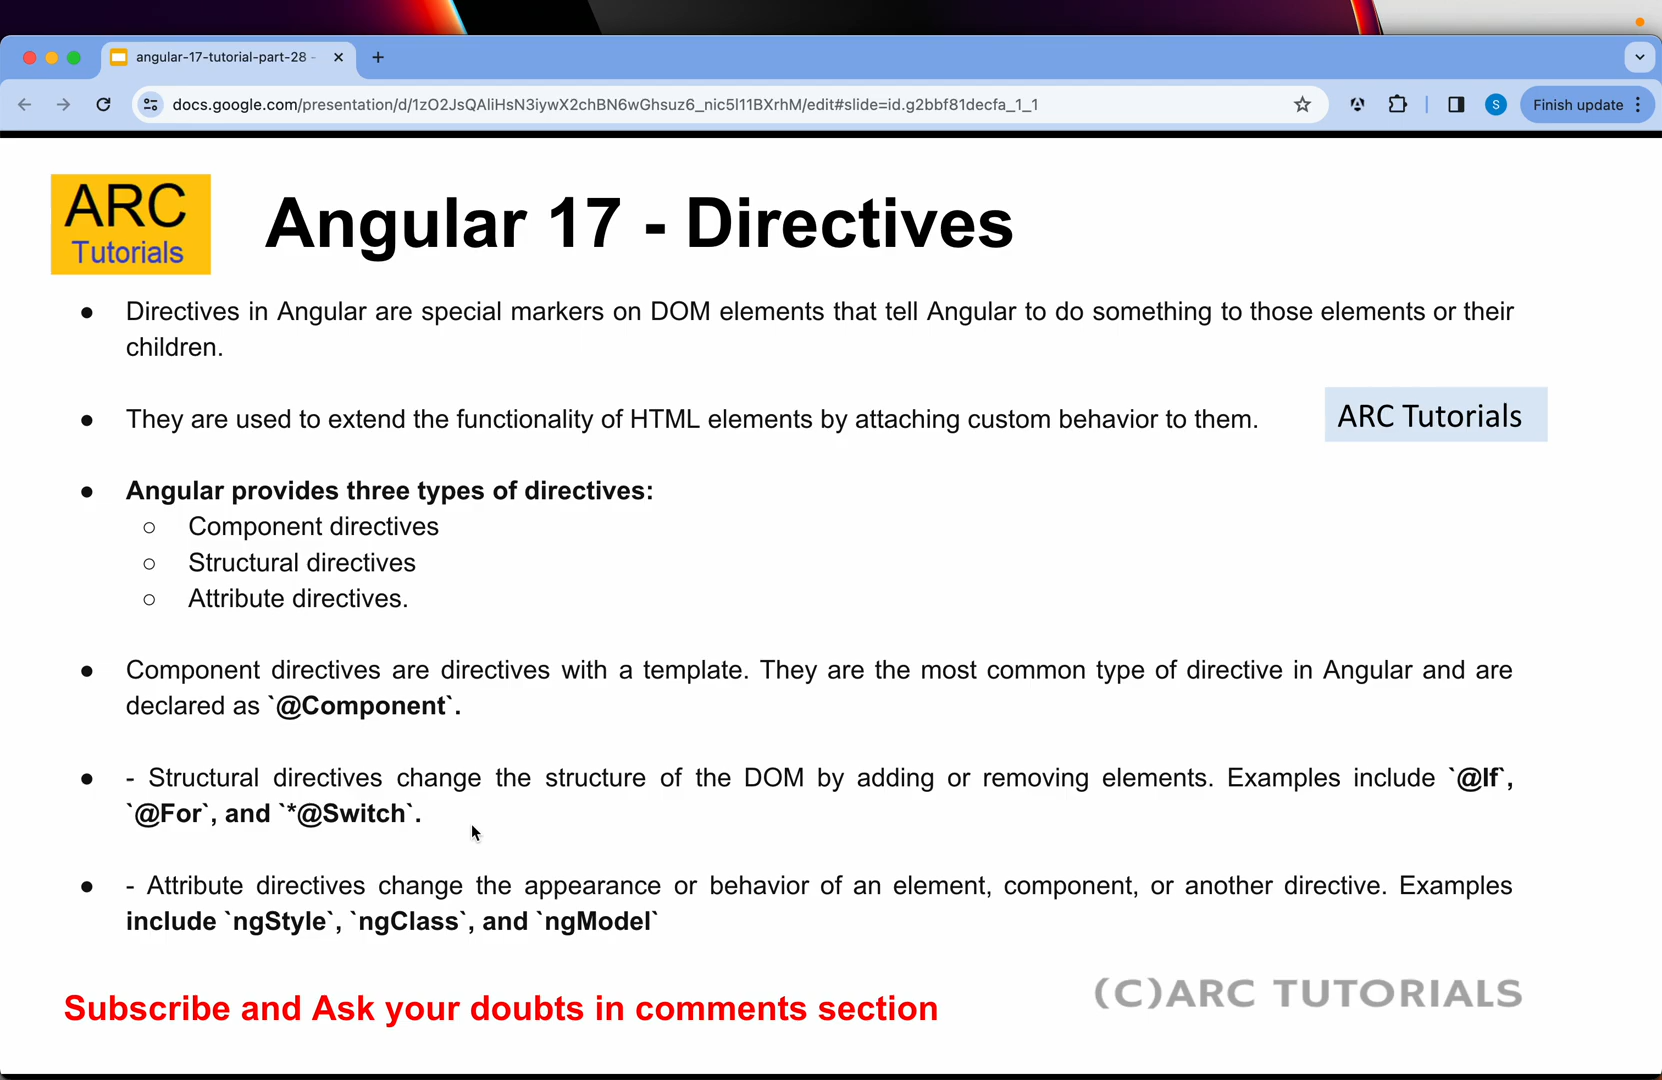 angular-17-tutorial-part-28 -
docs.google.com/presentation/d/1zO2JsQAliHsN3iywX2chBN6wGhsuz6_nic5l11BXrhM/edit#slide=id.g2bbf81decfa_1_1
S
Finish update
ARC
Tutorials
Angular 17 - Directives
● Directives in Angular are special markers on DOM elements that tell Angular to do something to those elements or their
children.
● They are used to extend the functionality of HTML elements by attaching custom behavior to them.
ARC Tutorials
● Angular provides three types of directives:
○ Component directives
○ Structural directives
○ Attribute directives.
● Component directives are directives with a template. They are the most common type of directive in Angular and are
declared as `@Component`.
● - Structural directives change the structure of the DOM by adding or removing elements. Examples include `@If`,
`@For`, and `*@Switch`.
● - Attribute directives change the appearance or behavior of an element, component, or another directive. Examples
include `ngStyle`, `ngClass`, and `ngModel`
Subscribe and Ask your doubts in comments section
(C)ARC TUTORIALS